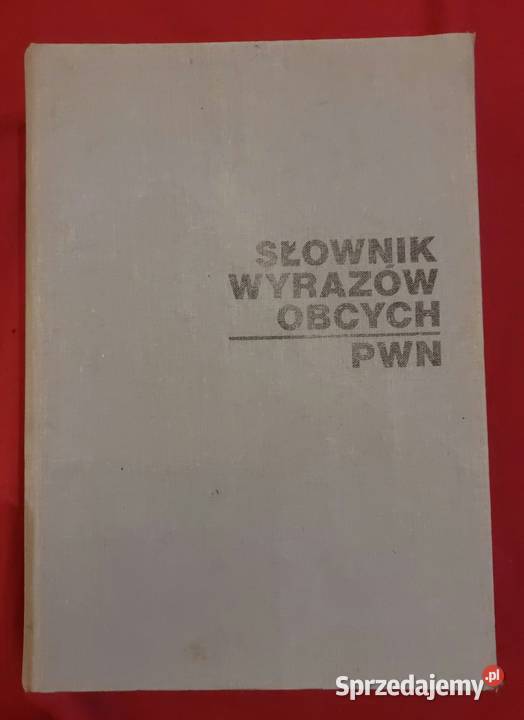 SŁOWNIK
WYRAZÓW
OBCYCH
PWN
Sprzedajemy.pl